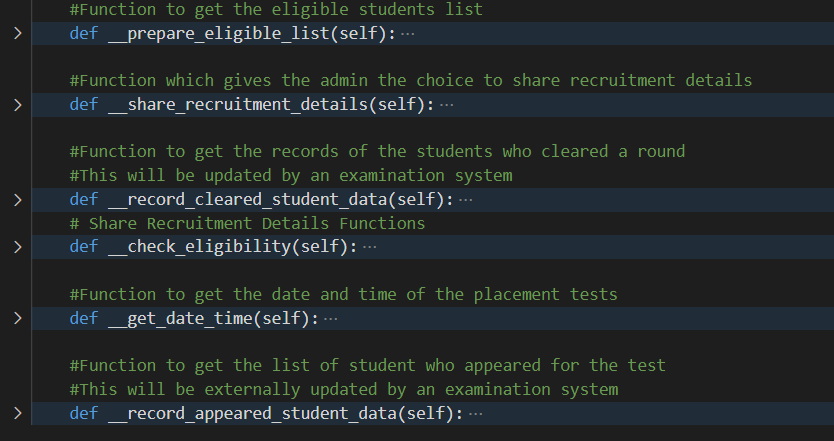 #Function to get the eligible students list
def __prepare_eligible_list(self):···
#Function which gives the admin the choice to share recruitment details
def __share_recruitment_details(self):···
#Function to get the records of the students who cleared a round
#This will be updated by an examination system
def __record_cleared_student_data(self):···
# Share Recruitment Details Functions
def __check_eligibility(self):···
#Function to get the date and time of the placement tests
def __get_date_time(self):···
#Function to get the list of student who appeared for the test
#This will be externally updated by an examination system
def __record_appeared_student_data(self):···